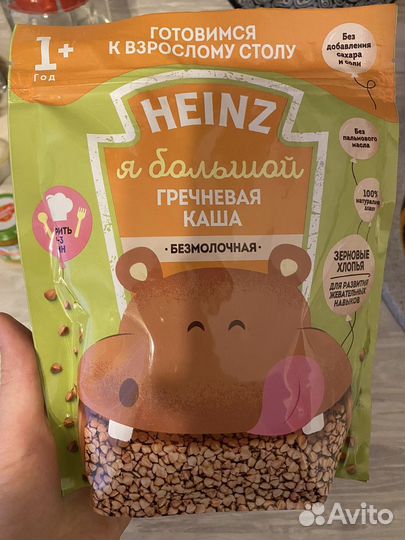 ГОТОВИМСЯ
К ВЗРОСЛОМУ СТОЛУ
1+
Год
Без
добавления
сахара
и соли
HEINZ
Без
пальмового
масла
я большой
ГРЕЧНЕВАЯ
КАША
БЕЗМОЛОЧНАЯ
100%
ЗЕРНОВЫЕ
ХЛОПЬЯ
ДЛЯ РАЗВИТИЯ
ЖЕВАТЕЛЬНЫХ
НАВЫКОВ
Avito